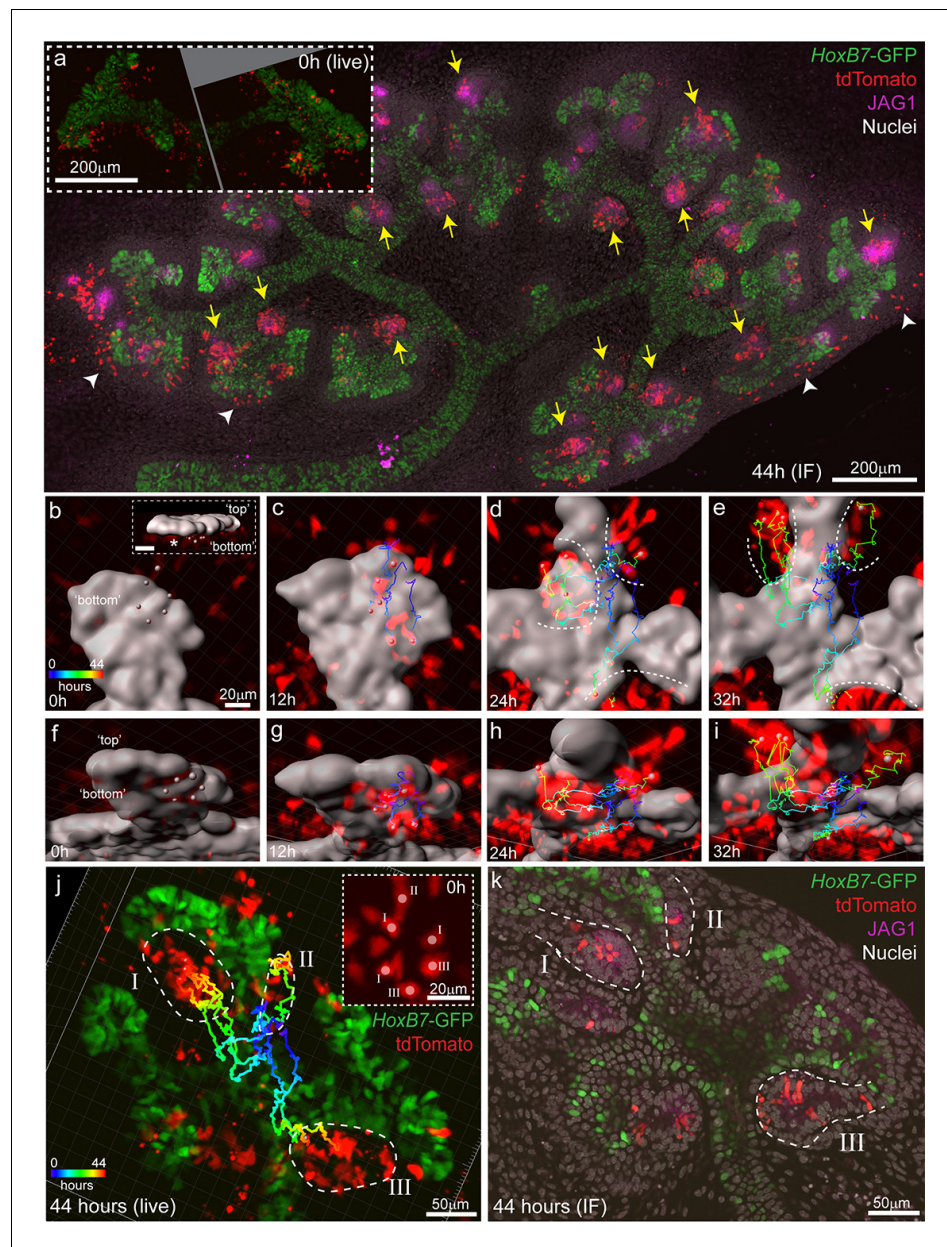 a
0h (live)
200μm
HoxB7-GFP
tdTomato
JAG1
Nuclei
44h (IF)
200μm
b
'top'
*
'bottom'
'bottom'
0
44
hours
0h
20μm
c
12h
d
24h
e
32h
f
'top'
'bottom'
0h
g
12h
h
24h
i
32h
j
0h
II
I
I
I
III
III
20μm
I
II
HoxB7-GFP
tdTomato
III
0
44
hours
44 hours (live)
50μm
k
HoxB7-GFP
tdTomato
JAG1
Nuclei
I
II
III
44 hours (IF)
50μm